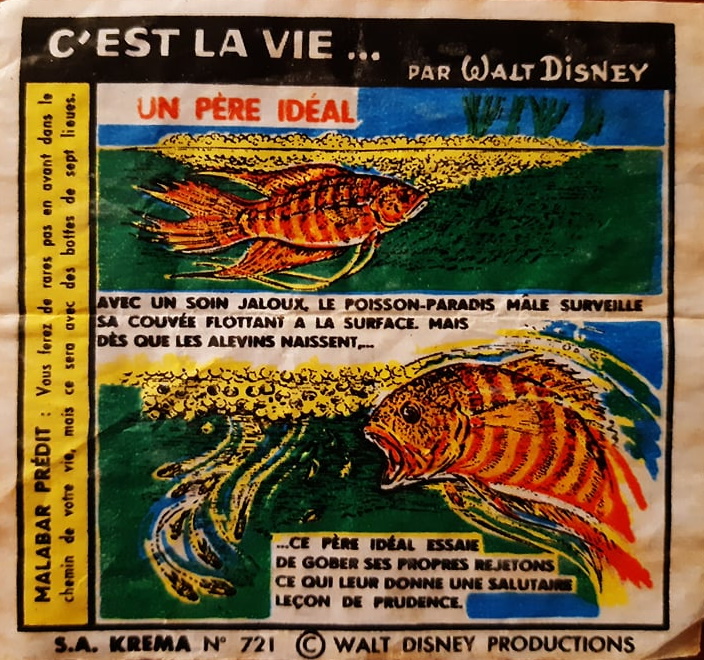 C'EST LA VIE ...
PAR WALT DISNEY
UN PÈRE IDÉAL
AVEC UN SOIN JALOUX, LE POISSON-PARADIS MÂLE SURVEILLE
SA COUVÉE FLOTTANT A LA SURFACE. MAIS
DÈS QUE LES ALEVINS NAISSENT,...
...CE PÈRE IDÉAL ESSAIE
DE GOBER SES PROPRES REJETONS
CE QUI LEUR DONNE UNE SALUTAIRE
LEÇON DE PRUDENCE.
MALABAR PRÉDIT : Vous ferez de rares pas en avant dans le
chemin de votre vie, mais ce sera avec des bottes de sept lieues.
S.A. KREMA N° 721 © WALT DISNEY PRODUCTIONS